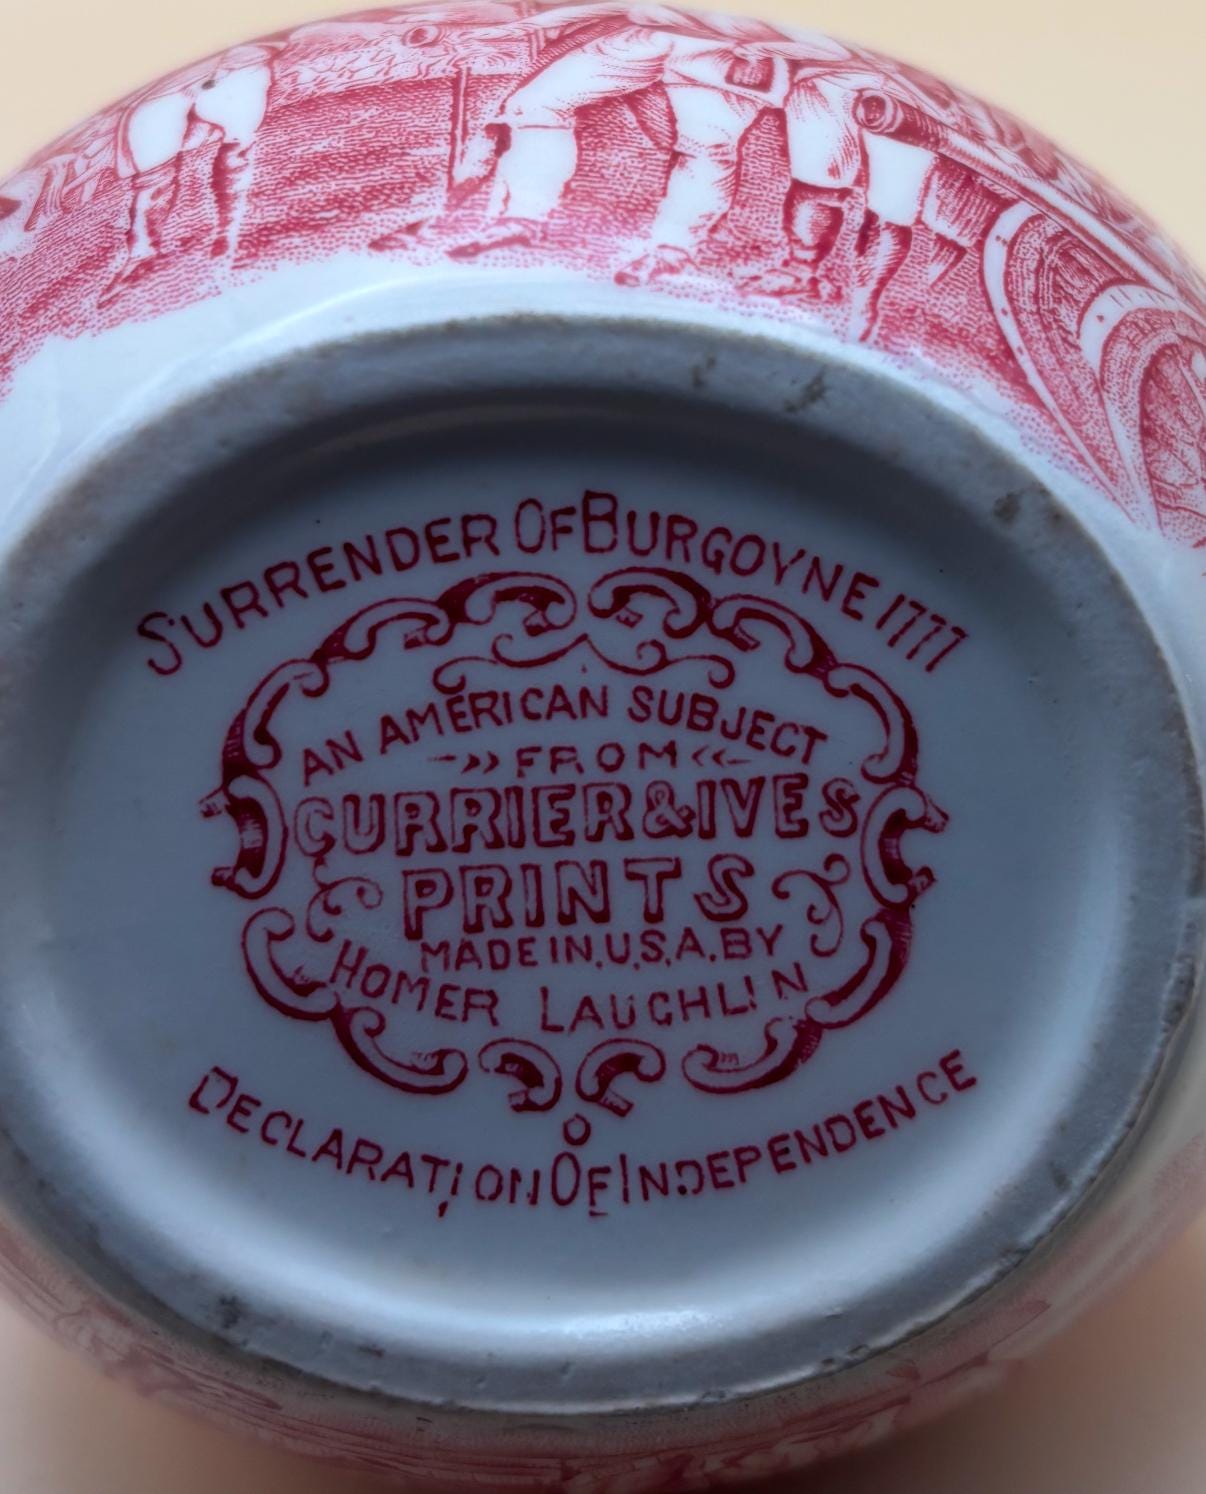 SURRENDER OF BURGOYNE 1777
AN AMERICAN SUBJECT
FROM
CURRIER & IVES
PRINTS
MADE IN U.S.A. BY
HOMER LAUGHLIN
DECLARATION OF INDEPENDENCE